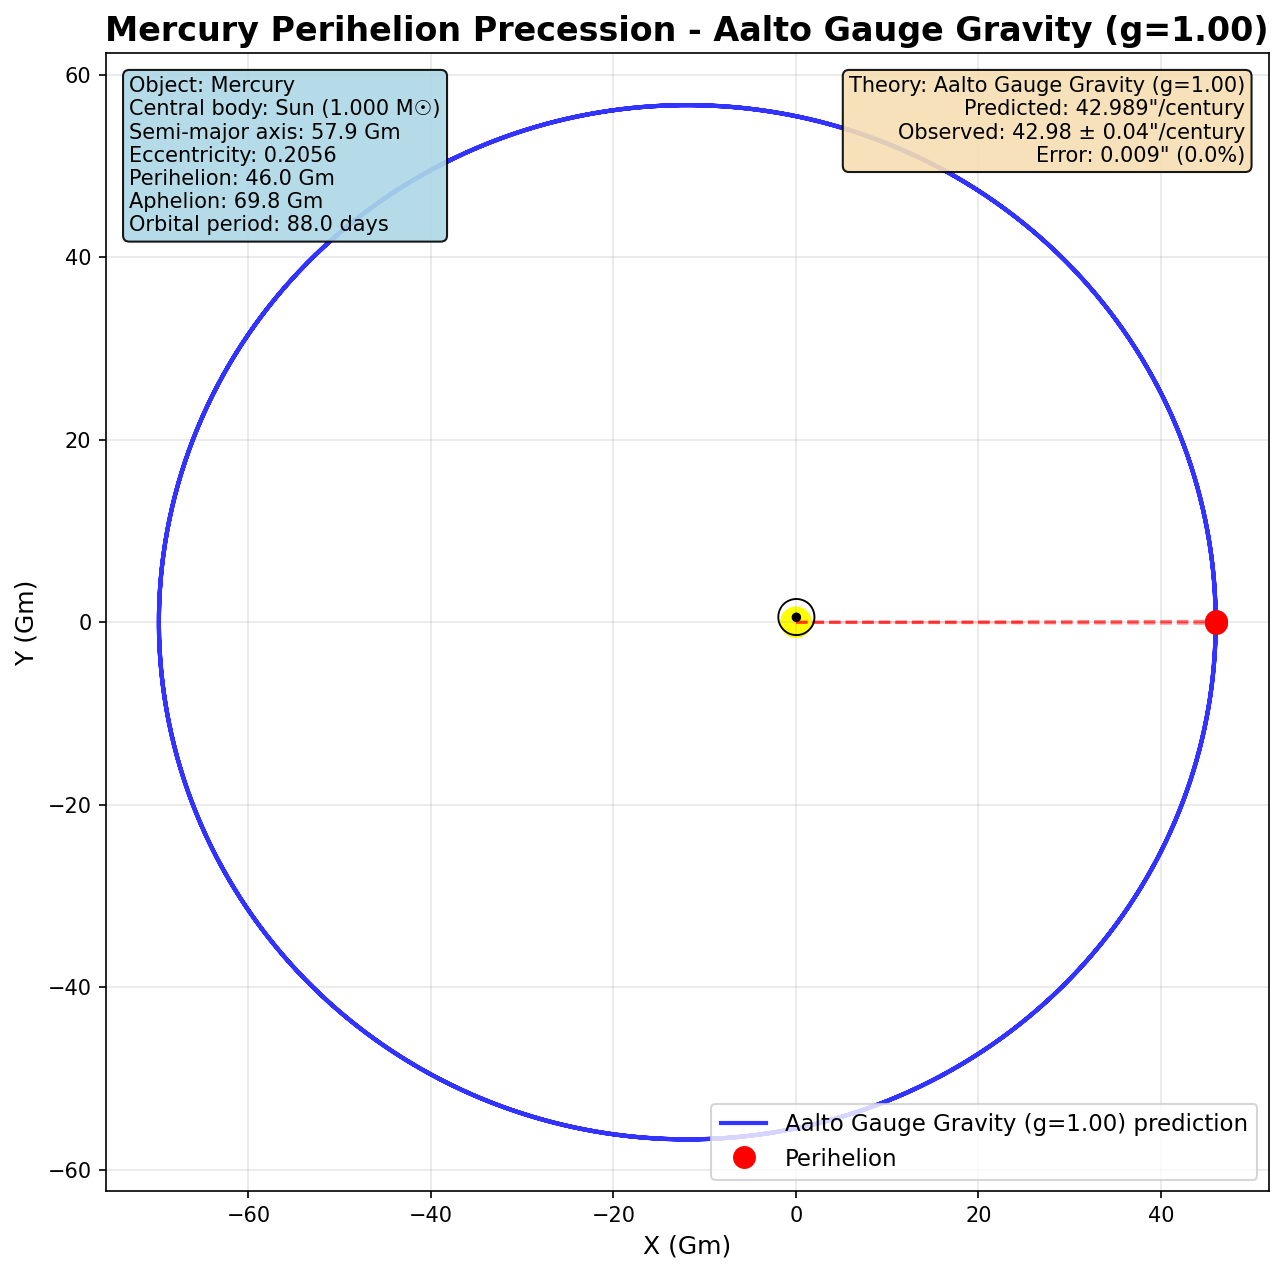 Mercury Perihelion Precession - Aalto Gauge Gravity (g=1.00)
Object: Mercury
Central body: Sun (1.000 M☉)
Semi-major axis: 57.9 Gm
Eccentricity: 0.2056
Perihelion: 46.0 Gm
Aphelion: 69.8 Gm
Orbital period: 88.0 days
Theory: Aalto Gauge Gravity (g=1.00)
Predicted: 42.989"/century
Observed: 42.98 ± 0.04"/century
Error: 0.009" (0.0%)
60
40
20
0
−20
−40
−60
Y (Gm)
Aalto Gauge Gravity (g=1.00) prediction
Perihelion
−60 −40 −20 0 20 40
X (Gm)